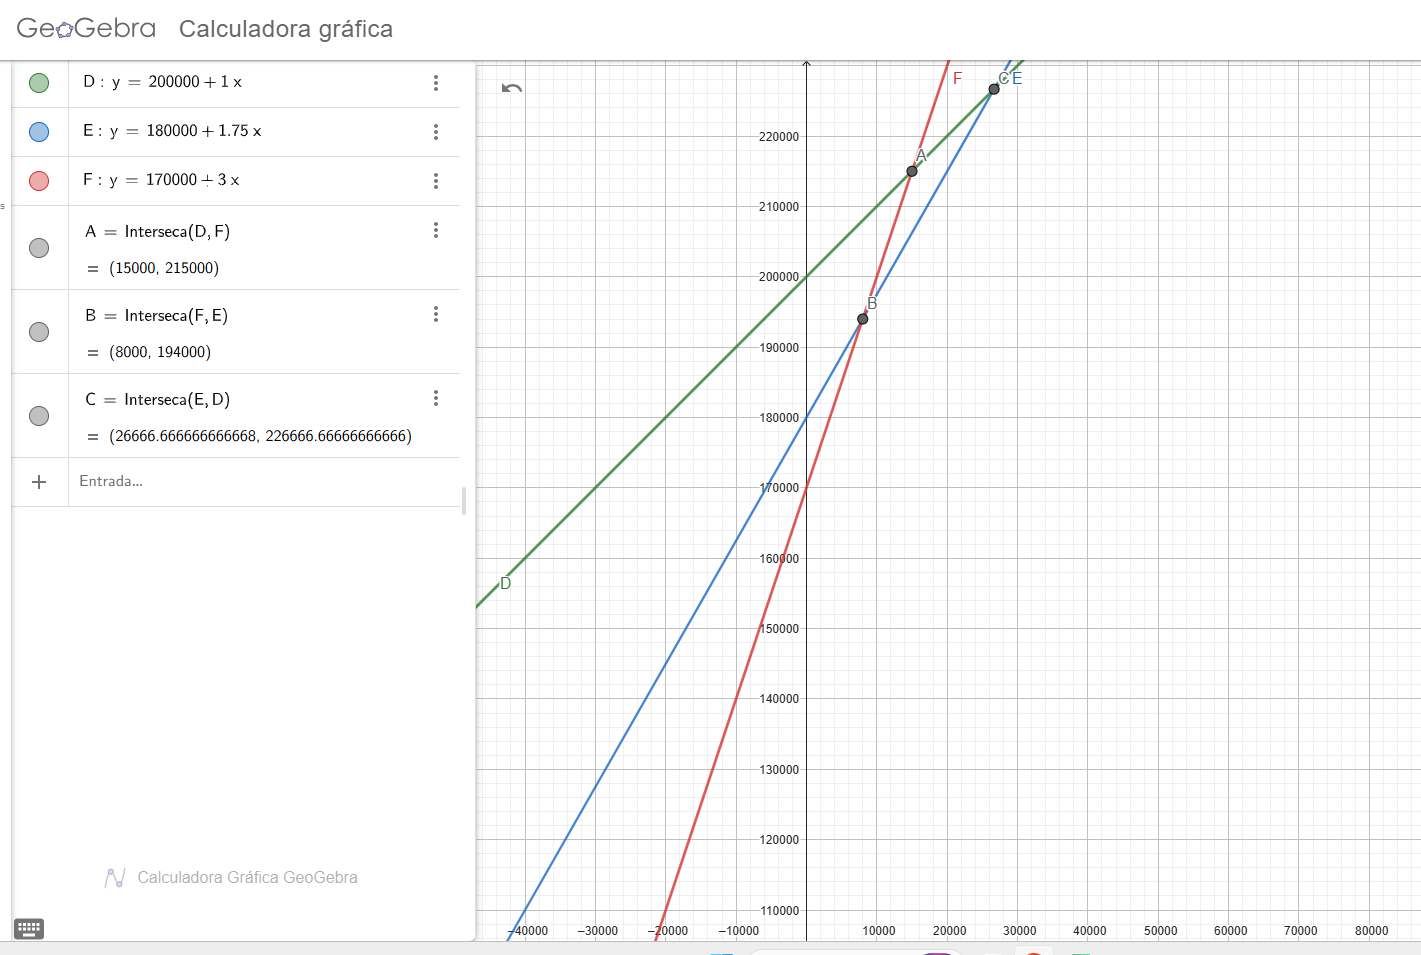 GeoGebra Calculadora gráfica
D : y = 200000 + 1 x
E : y = 180000 + 1.75 x
F : y = 170000 + 3 x
s
A = Interseca(D, F)
= (15000, 215000)
B = Interseca(F, E)
= (8000, 194000)
C = Interseca(E, D)
= (26666.666666666668, 226666.66666666666)
+ Entrada...
Calculadora Gráfica GeoGebra
F
C E
220000
A
210000
200000
B
190000
180000
170000
160000
D
150000
140000
130000
120000
110000
−40000 −30000 −20000 −10000 10000 20000 30000 40000 50000 60000 70000 80000